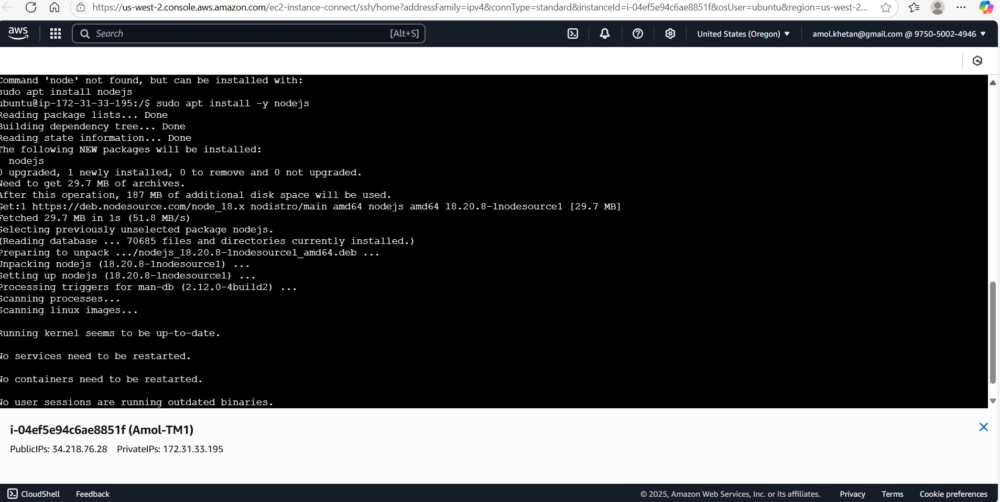 https://us-west-2.console.aws.amazon.com/ec2-instance-connect/ssh/home?addressFamily=ipv4&connType=standard&instanceId=i-04ef5e94c6ae8851f&osUser=ubuntu&region=us-west-2...
aws
Search [Alt+S]
United States (Oregon)
amol.khetan@gmail.com @ 9750-5002-4946
Command 'node' not found, but can be installed with:
sudo apt install nodejs
ubuntu@ip-172-31-33-195:/$ sudo apt install -y nodejs
Reading package lists... Done
Building dependency tree... Done
Reading state information... Done
The following NEW packages will be installed:
  nodejs
0 upgraded, 1 newly installed, 0 to remove and 0 not upgraded.
Need to get 29.7 MB of archives.
After this operation, 187 MB of additional disk space will be used.
Get:1 https://deb.nodesource.com/node_18.x nodistro/main amd64 nodejs amd64 18.20.8-1nodesource1 [29.7 MB]
Fetched 29.7 MB in 1s (51.8 MB/s)
Selecting previously unselected package nodejs.
(Reading database ... 70685 files and directories currently installed.)
Preparing to unpack .../nodejs_18.20.8-1nodesource1_amd64.deb ...
Unpacking nodejs (18.20.8-1nodesource1) ...
Setting up nodejs (18.20.8-1nodesource1) ...
Processing triggers for man-db (2.12.0-4build2) ...
Scanning processes...
Scanning linux images...
Running kernel seems to be up-to-date.
No services need to be restarted.
No containers need to be restarted.
No user sessions are running outdated binaries.
i-04ef5e94c6ae8851f (Amol-TM1)
PublicIPs: 34.218.76.28 PrivateIPs: 172.31.33.195
CloudShell Feedback © 2025, Amazon Web Services, Inc. or its affiliates. Privacy Terms Cookie preferences